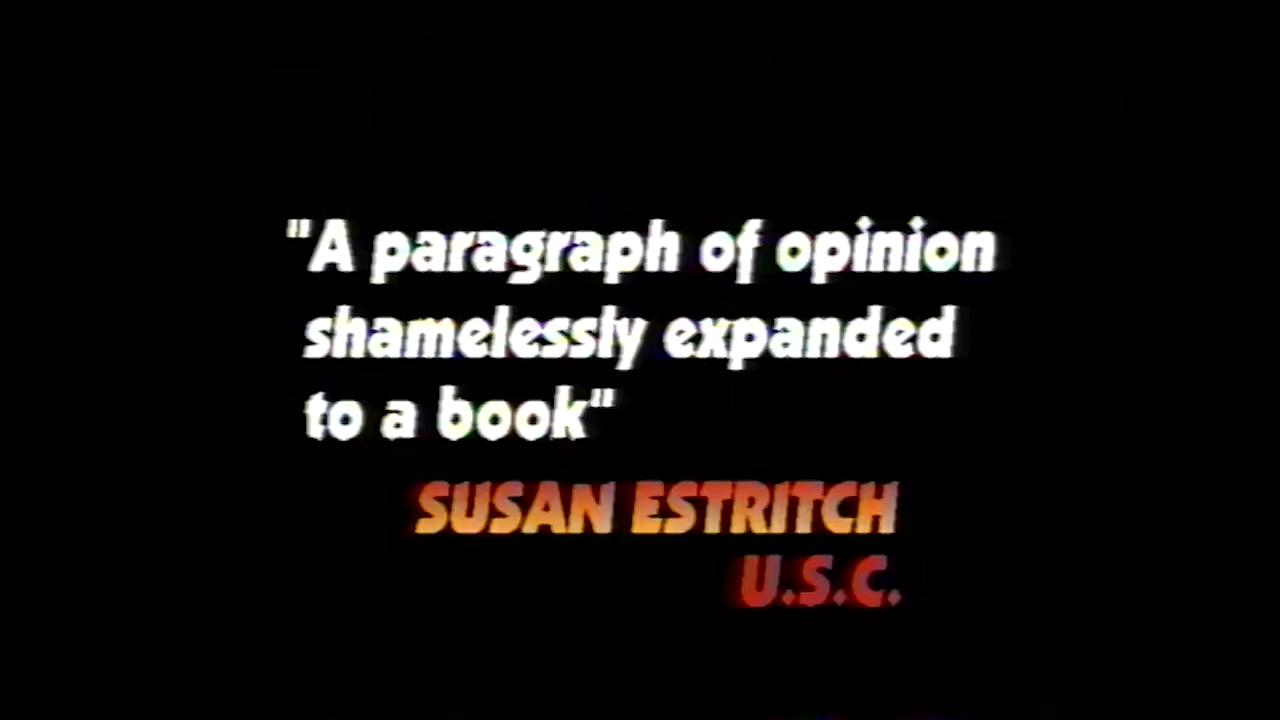 "A paragraph of opinion
shamelessly expanded
to a book"
SUSAN ESTRITCH
U.S.C.